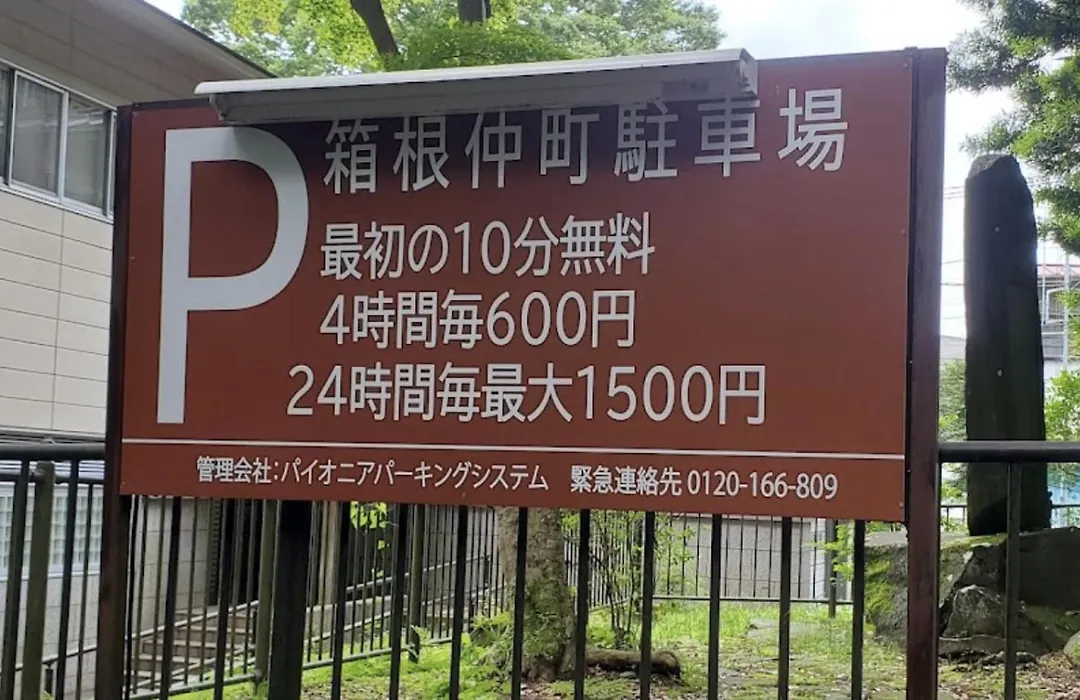 P 箱根仲町駐車場
最初の10分無料
4時間毎600円
24時間毎最大1500円
管理会社:パイオニアパーキングシステム 緊急連絡先 0120-166-809